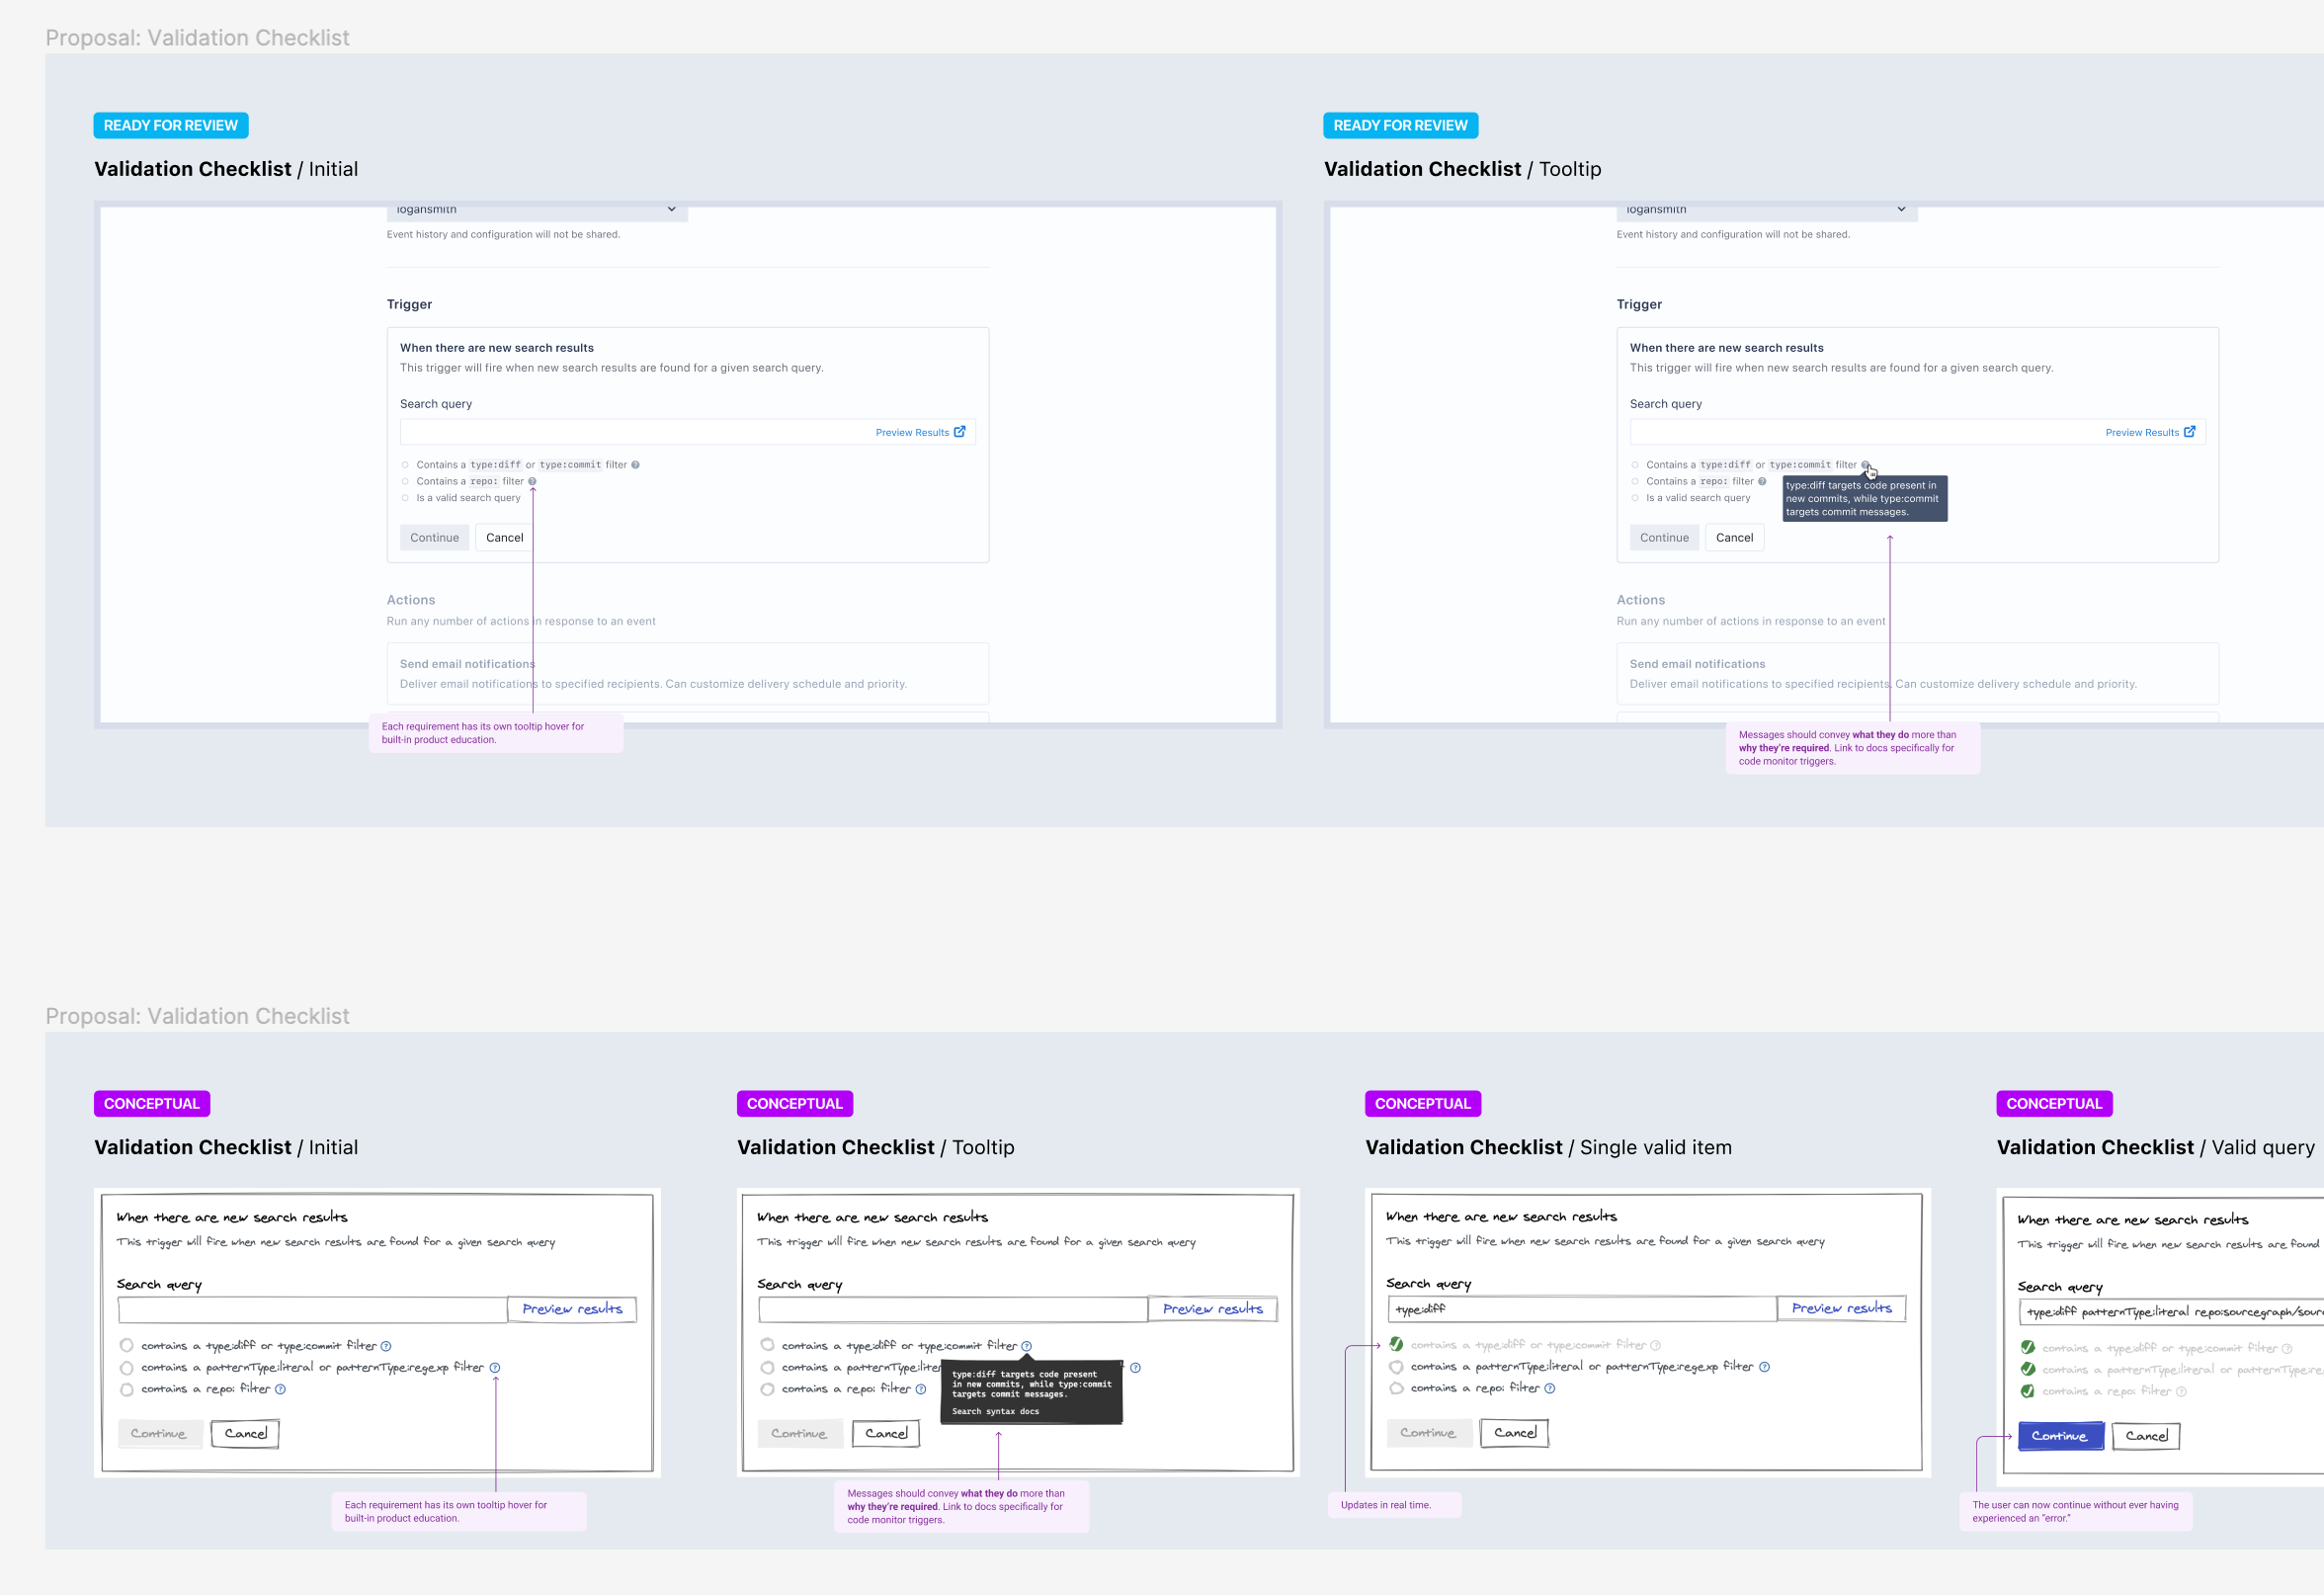 Proposal: Validation Checklist
READY FOR REVIEW
Validation Checklist / Initial
logansmith
Event history and configuration will not be shared.
Trigger
When there are new search results
This trigger will fire when new search results are found for a given search query.
Search query
Preview Results
Contains a type:diff or type:commit filter ?
Contains a repo: filter ?
Is a valid search query
Continue
Cancel
Actions
Run any number of actions in response to an event
Send email notifications
Deliver email notifications to specified recipients. Can customize delivery schedule and priority.
Each requirement has its own tooltip hover for
built-in product education.
READY FOR REVIEW
Validation Checklist / Tooltip
logansmith
Event history and configuration will not be shared.
Trigger
When there are new search results
This trigger will fire when new search results are found for a given search query.
Search query
Preview Results
Contains a type:diff or type:commit filter ?
Contains a repo: filter ?
Is a valid search query
type:diff targets code present in
new commits, while type:commit
targets commit messages.
Continue
Cancel
Actions
Run any number of actions in response to an event
Send email notifications
Deliver email notifications to specified recipients. Can customize delivery schedule and priority.
Messages should convey what they do more than
why they're required. Link to docs specifically for
code monitor triggers.
Proposal: Validation Checklist
CONCEPTUAL
Validation Checklist / Initial
When there are new search results
This trigger will fire when new search results are found for a given search query
Search query
Preview results
contains a type:diff or type:commit filter ?
contains a patternType:literal or patternType:regexp filter ?
contains a repo: filter ?
Continue
Cancel
Each requirement has its own tooltip hover for
built-in product education.
CONCEPTUAL
Validation Checklist / Tooltip
When there are new search results
This trigger will fire when new search results are found for a given search query
Search query
Preview results
contains a type:diff or type:commit filter ?
contains a patternType:liter ?
contains a repo: filter ?
type:diff targets code present
in new commits, while type:commit
targets commit messages.
Search syntax docs
Continue
Cancel
Messages should convey what they do more than
why they're required. Link to docs specifically for
code monitor triggers.
CONCEPTUAL
Validation Checklist / Single valid item
When there are new search results
This trigger will fire when new search results are found for a given search query
Search query
type:diff
Preview results
contains a type:diff or type:commit filter ?
contains a patternType:literal or patternType:regexp filter ?
contains a repo: filter ?
Continue
Cancel
Updates in real time.
CONCEPTUAL
Validation Checklist / Valid query
When there are new search results
This trigger will fire when new search results are found
Search query
type:diff patternType:literal repo:sourcegraph/sourc
contains a type:diff or type:commit filter ?
contains a patternType:literal or patternType:re
contains a repo: filter ?
Continue
Cancel
The user can now continue without ever having
experienced an "error."